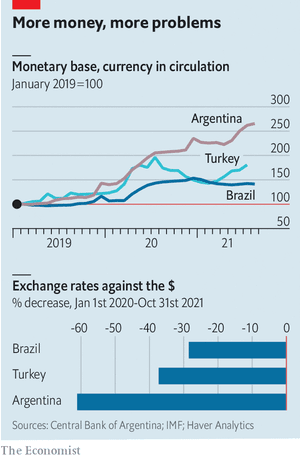 More money, more problems
Monetary base, currency in circulation
January 2019=100
300
250
Argentina
200
Turkey
150
Brazil
100
50
2019 20 21
Exchange rates against the $
% decrease, Jan 1st 2020-Oct 31st 2021
-60 -50 -40 -30 -20 -10 0
Brazil
Turkey
Argentina
Sources: Central Bank of Argentina; IMF; Haver Analytics
The Economist